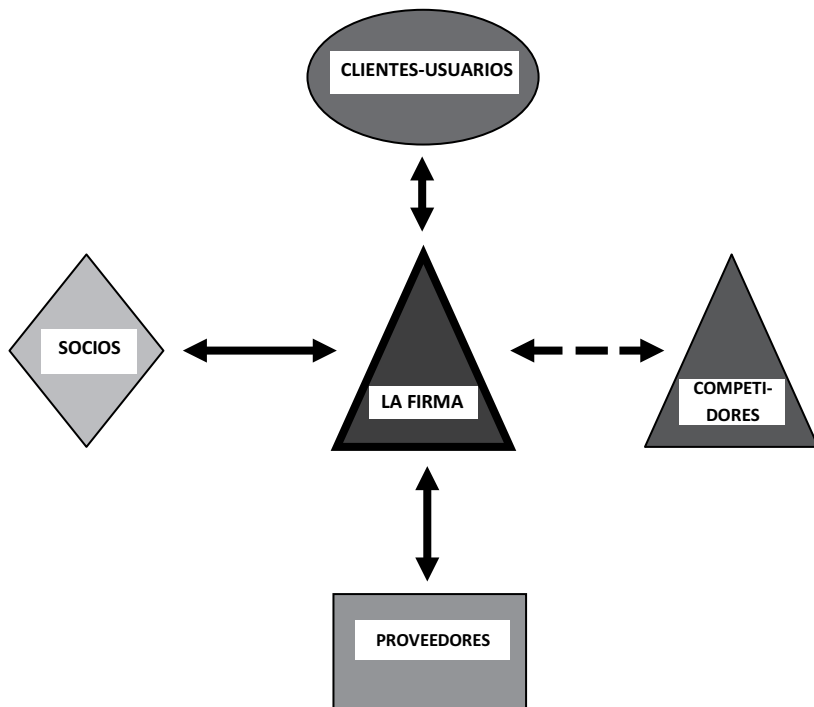 CLIENTES-USUARIOS
SOCIOS
LA FIRMA
COMPETI-
DORES
PROVEEDORES